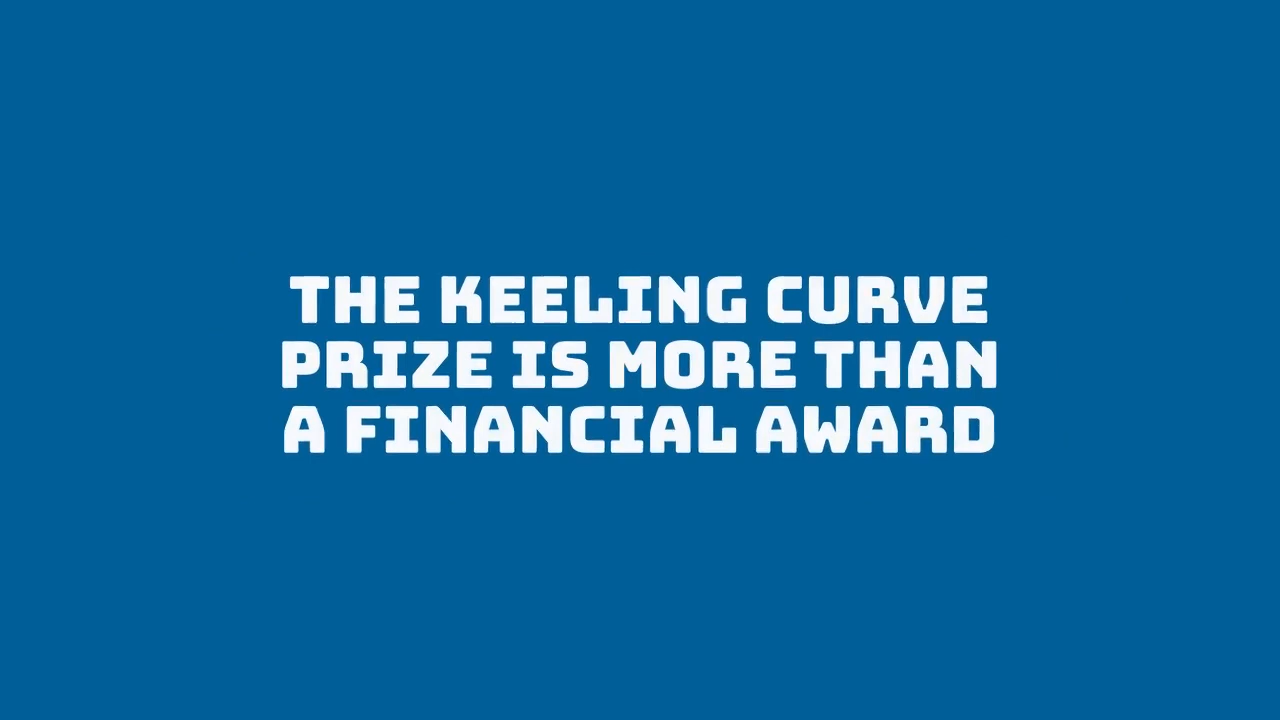 THE KEELING CURVE
PRIZE IS MORE THAN
A FINANCIAL AWARD